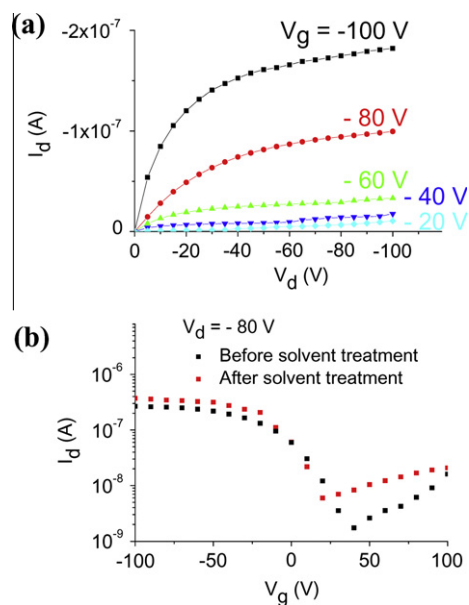 (a)
-2x10⁻⁷
V_g = -100 V
- 80 V
I_d (A)
-1x10⁻⁷
- 60 V
- 40 V
- 20 V
0
0 -20 -40 -60 -80 -100
V_d (V)
(b)
V_d = - 80 V
Before solvent treatment
After solvent treatment
10⁻⁶
10⁻⁷
I_d (A)
10⁻⁸
10⁻⁹
-100 -50 0 50 100
V_g (V)